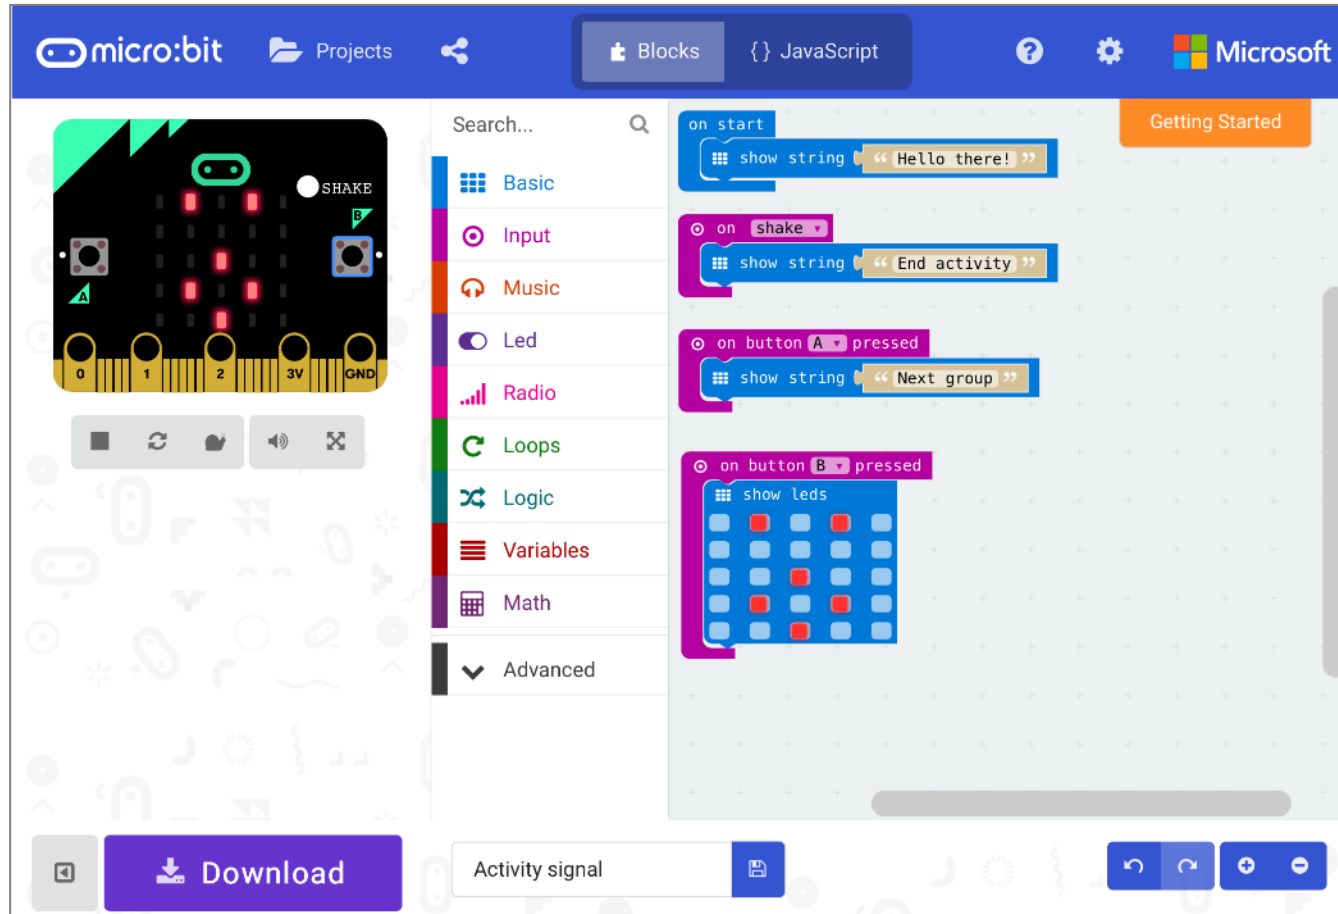 micro:bit
Projects
Blocks
{ } JavaScript
Microsoft
SHAKE
B
A
0 1 2 3V GND
Search...
Basic
Input
Music
Led
Radio
Loops
Logic
Variables
Math
Advanced
Getting Started
on start
show string “ Hello there! ”
on shake
show string “ End activity ”
on button A pressed
show string “ Next group ”
on button B pressed
show leds
Download
Activity signal